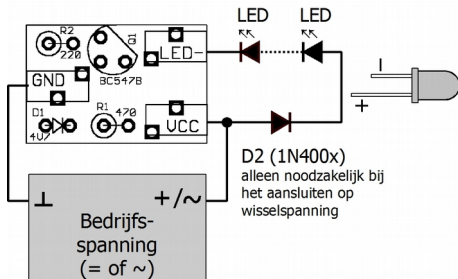 LED LED
R2
220
Q1
BC547B
LED-
GND
D1
4V7
R1 470
VCC
-
+
D2 (1N400x)
alleen noodzakelijk bij
het aansluiten op
wisselspanning
⊥ +/~
Bedrijfs-
spanning
(= of ~)